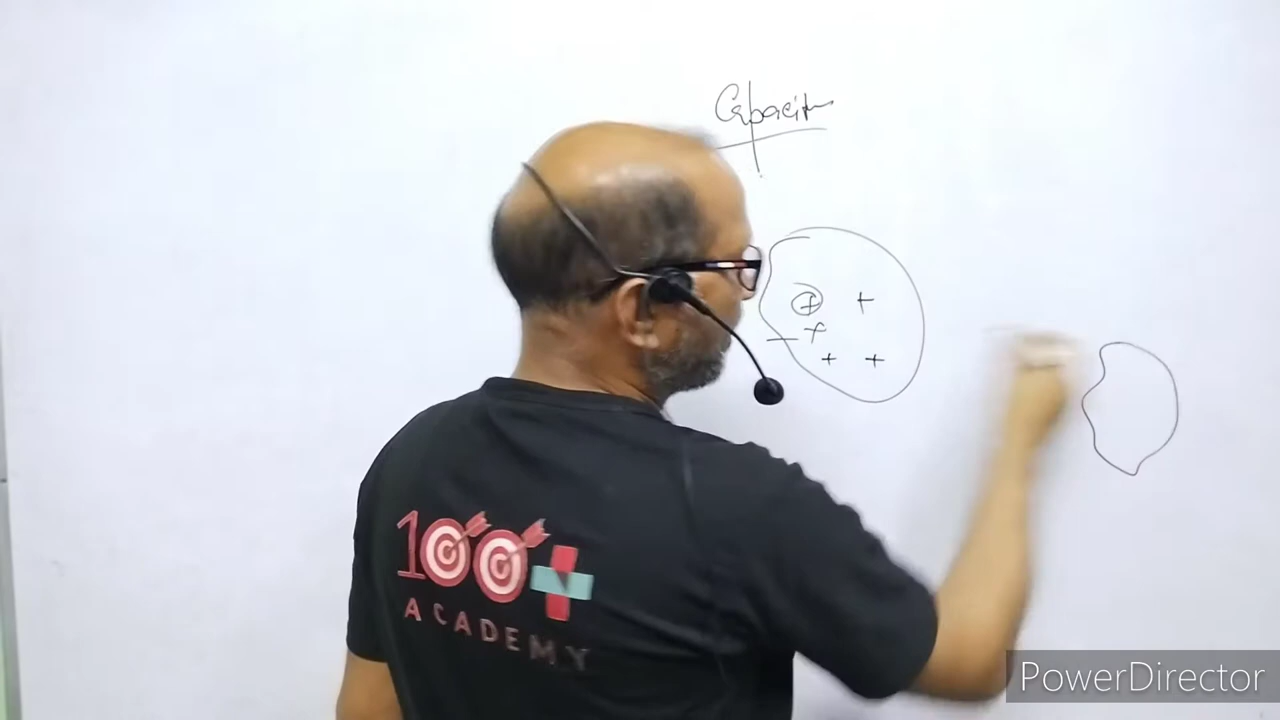 Capacitor
+ +
+
+ +
100+
ACADEMY
PowerDirector